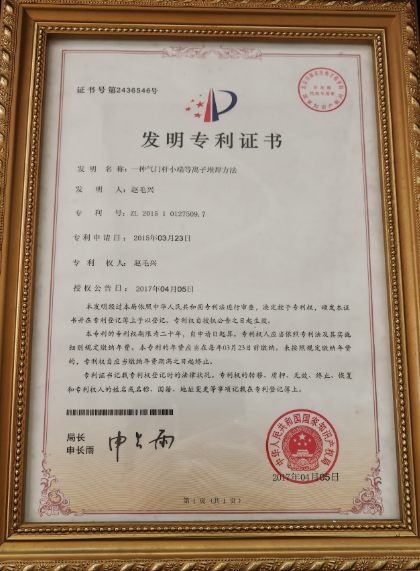 证书号第2436546号
发明专利证书
发 明 名 称：一种气门杆小端等离子堆焊方法
发 明 人：赵毛兴
专 利 号：ZL 2015 1 0127509.7
专利申请日：2015年03月23日
专 利 权 人：赵毛兴
授权公告日：2017年04月05日
本发明经过本局依照中华人民共和国专利法进行审查，决定授予专利权，颁发本证
书并在专利登记簿上予以登记。专利权自授权公告之日起生效。
本专利的专利权期限为二十年，自申请日起算。专利权人应当依照专利法及其实施
细则规定缴纳年费。本专利的年费应当在每年03月23日前缴纳。未按照规定缴纳年费
的，专利权自应当缴纳年费期满之日起终止。
专利证书记载专利权登记时的法律状况。专利权的转移、质押、无效、终止、恢复
和专利权人的姓名或名称、国籍、地址变更等事项记载在专利登记簿上。
局长
申长雨
申长雨
中华人民共和国国家知识产权局
2017年04月05日
第 1 页（共 1 页）